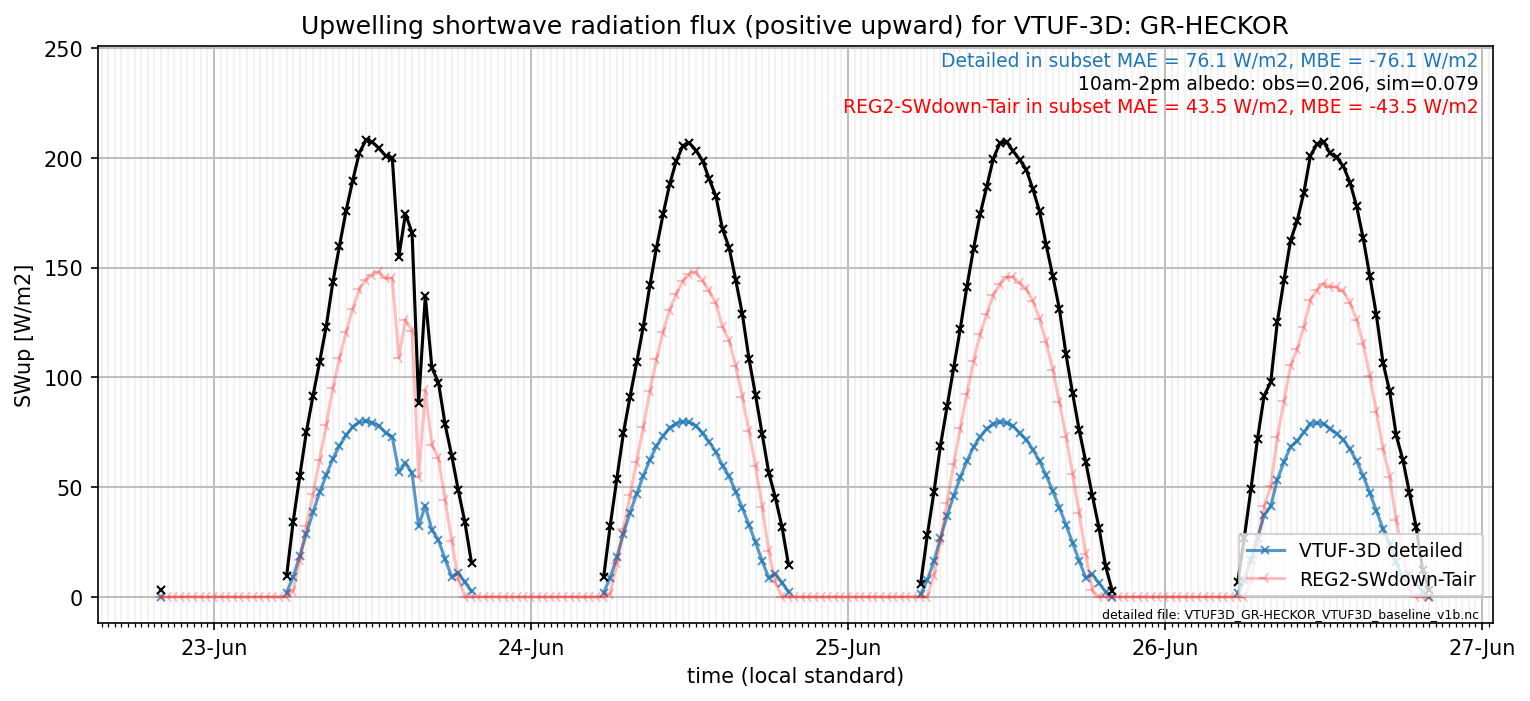 Upwelling shortwave radiation flux (positive upward) for VTUF-3D: GR-HECKOR
Detailed in subset MAE = 76.1 W/m2, MBE = -76.1 W/m2
10am-2pm albedo: obs=0.206, sim=0.079
REG2-SWdown-Tair in subset MAE = 43.5 W/m2, MBE = -43.5 W/m2
SWup [W/m2]
250
200
150
100
50
0
VTUF-3D detailed
REG2-SWdown-Tair
detailed file: VTUF3D_GR-HECKOR_VTUF3D_baseline_v1b.nc
23-Jun
24-Jun
25-Jun
26-Jun
27-Jun
time (local standard)